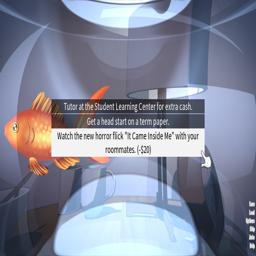 Tutor at the Student Learning Center for extra cash.
Get a head start on a term paper.
Watch the new horror flick "It Came Inside Me" with your
roommates. (-$20)